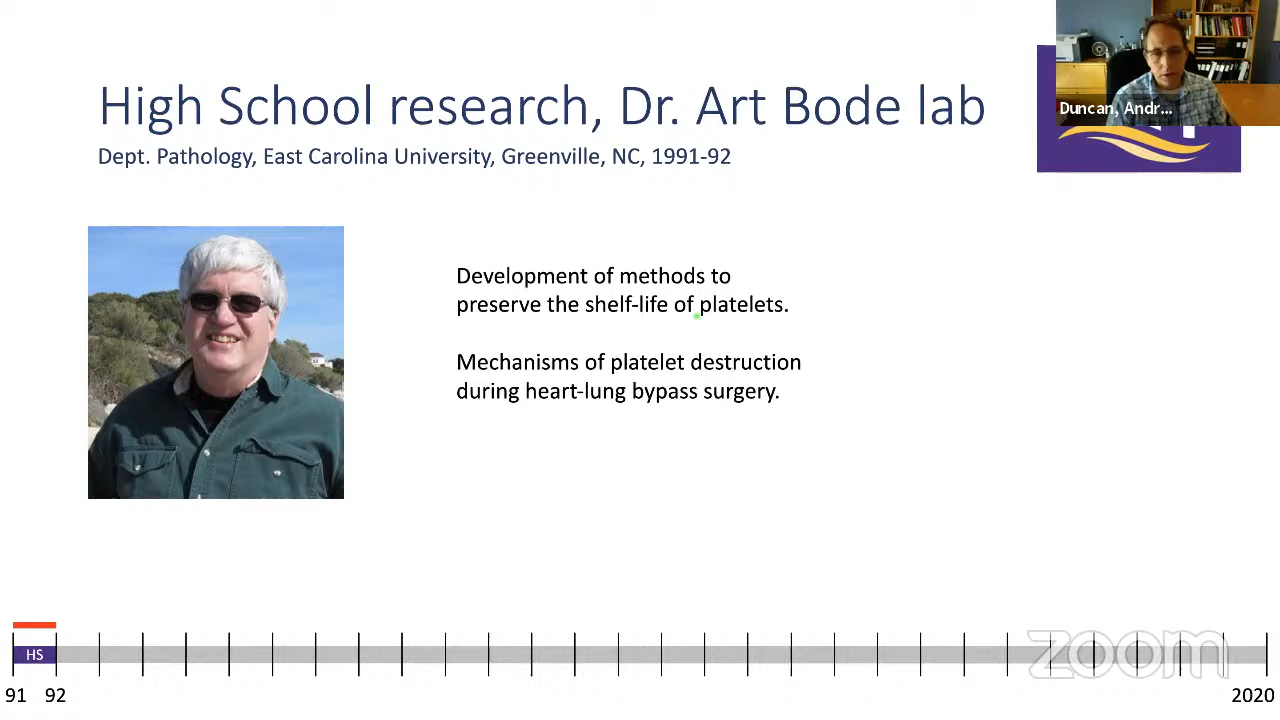 High School research, Dr. Art Bode lab
Dept. Pathology, East Carolina University, Greenville, NC, 1991-92
Duncan, Andr...
Development of methods to
preserve the shelf-life of platelets.
Mechanisms of platelet destruction
during heart-lung bypass surgery.
HS
zoom
91 92 2020